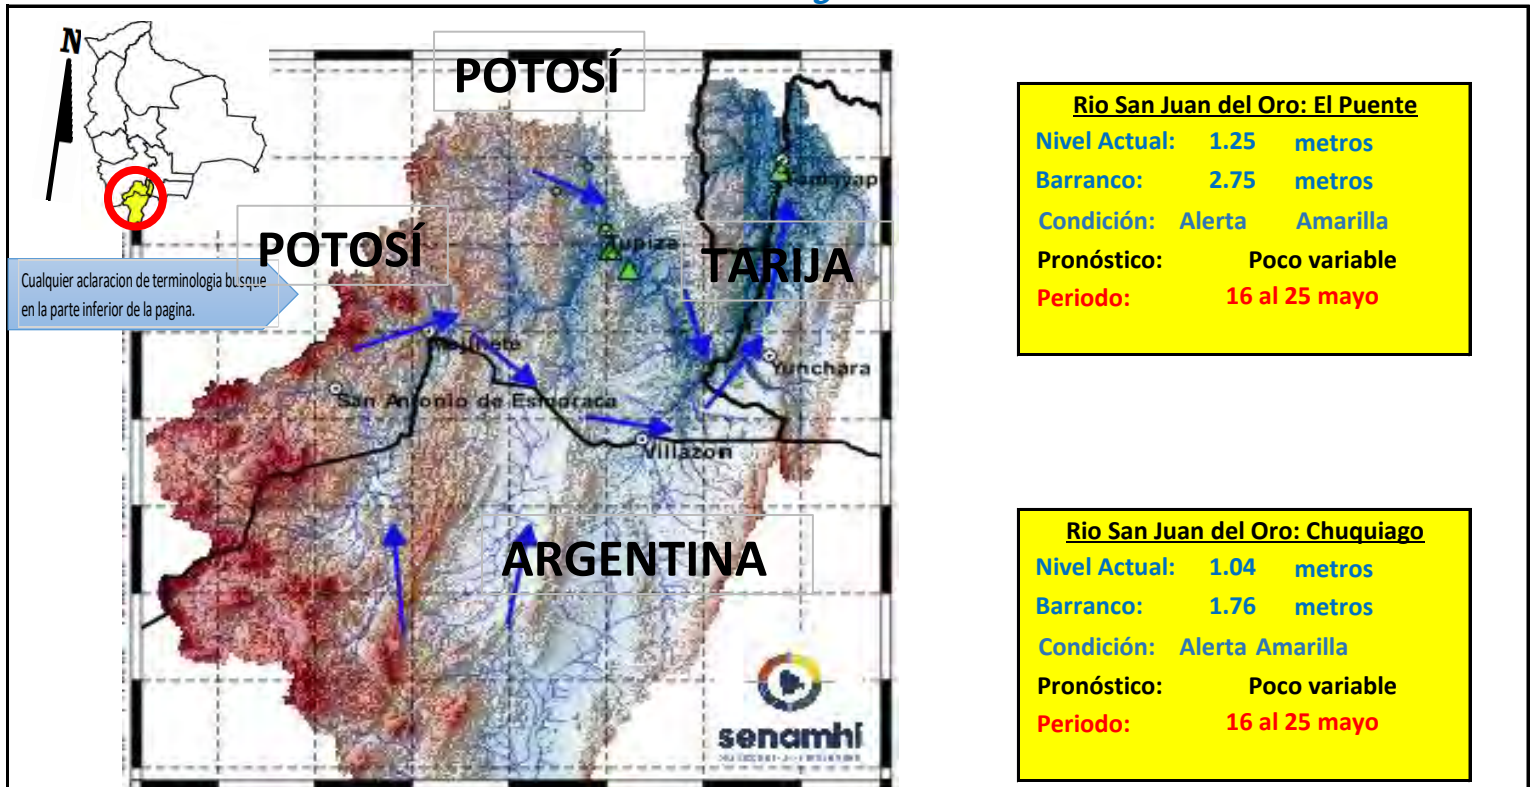 N
POTOSÍ
POTOSÍ
TARIJA
ARGENTINA
Cualquier aclaracion de terminologia busque
en la parte inferior de la pagina.
Tupiza
Yunchara
San Antonio de Esmoraca
Villazon
senamhi
Rio San Juan del Oro: El Puente
Nivel Actual: 1.25 metros
Barranco: 2.75 metros
Condición: Alerta Amarilla
Pronóstico: Poco variable
Periodo: 16 al 25 mayo
Rio San Juan del Oro: Chuquiago
Nivel Actual: 1.04 metros
Barranco: 1.76 metros
Condición: Alerta Amarilla
Pronóstico: Poco variable
Periodo: 16 al 25 mayo